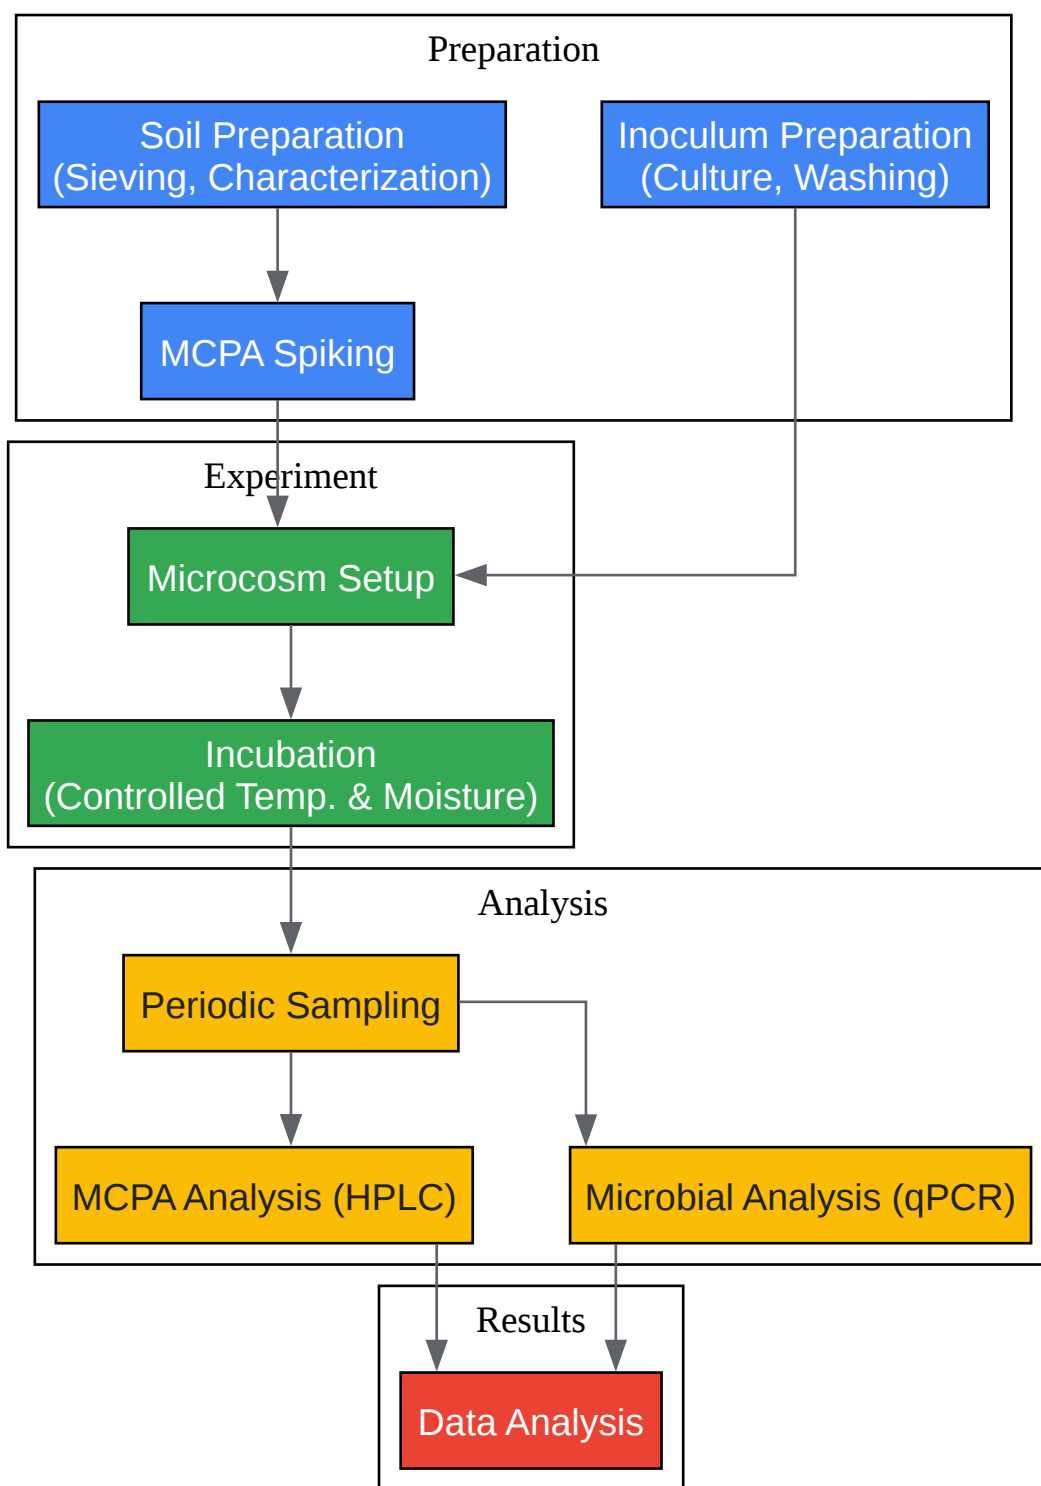 Preparation
Soil Preparation
(Sieving, Characterization)
Inoculum Preparation
(Culture, Washing)
MCPA Spiking
Experiment
Microcosm Setup
Incubation
(Controlled Temp. & Moisture)
Analysis
Periodic Sampling
MCPA Analysis (HPLC)
Microbial Analysis (qPCR)
Results
Data Analysis